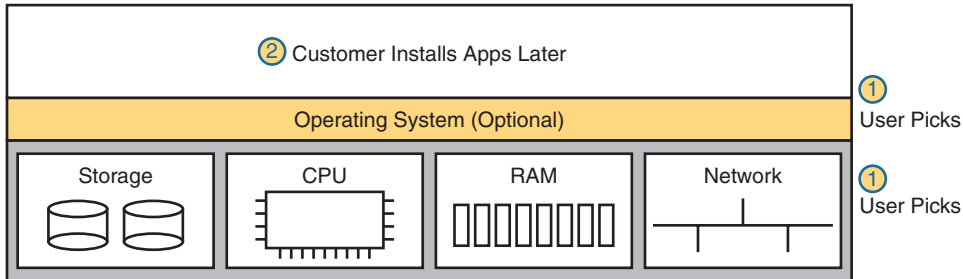 2 Customer Installs Apps Later
1
User Picks
Operating System (Optional)
1
User Picks
Storage
CPU
RAM
Network